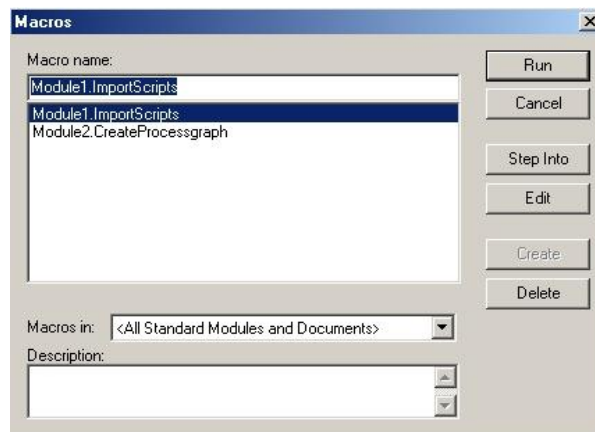 Macros
Macro name:
Module1.ImportScripts
Module1.ImportScripts
Module2.CreateProcessgraph
Run
Cancel
Step Into
Edit
Create
Delete
Macros in: <All Standard Modules and Documents>
Description: